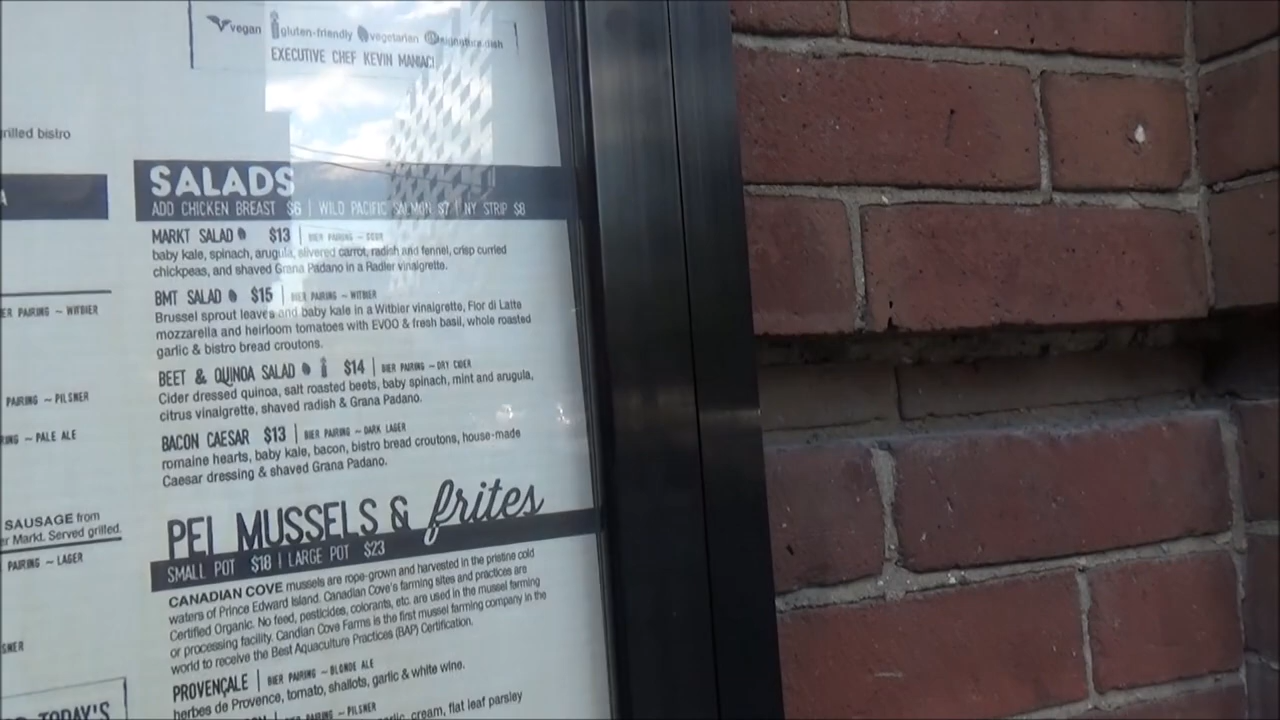 vegan gluten-friendly vegetarian signature dish
EXECUTIVE CHEF KEVIN MANIACI
grilled bistro
SALADS
ADD CHICKEN BREAST $6 | WILD PACIFIC SALMON $7 | NY STRIP $8
MARKT SALAD $13 | BIER PAIRING ~ SOUR
baby kale, spinach, arugula, slivered carrot, radish and fennel, crisp curried
chickpeas, and shaved Grana Padano in a Radler vinaigrette.
BMT SALAD $15 | BIER PAIRING ~ WITBIER
Brussel sprout leaves and baby kale in a Witbier vinaigrette, Fior di Latte
mozzarella and heirloom tomatoes with EVOO & fresh basil, whole roasted
garlic & bistro bread croutons.
BEET & QUINOA SALAD $14 | BIER PAIRING ~ DRY CIDER
Cider dressed quinoa, salt roasted beets, baby spinach, mint and arugula,
citrus vinaigrette, shaved radish & Grana Padano.
BACON CAESAR $13 | BIER PAIRING ~ DARK LAGER
romaine hearts, baby kale, bacon, bistro bread croutons, house-made
Caesar dressing & shaved Grana Padano.
PEI MUSSELS & frites
SMALL POT $18 | LARGE POT $23
CANADIAN COVE mussels are rope-grown and harvested in the pristine cold
waters of Prince Edward Island. Canadian Cove's farming sites and practices are
Certified Organic. No feed, pesticides, colorants, etc. are used in the mussel farming
or processing facility. Candian Cove Farms is the first mussel farming company in the
world to receive the Best Aquaculture Practices (BAP) Certification.
PROVENÇALE | BIER PAIRING ~ BLONDE ALE
herbes de Provence, tomato, shallots, garlic & white wine.
BIER PAIRING ~ PILSNER
cream, flat leaf parsley
PAIRING ~ WITBIER
PAIRING ~ PILSNER
~ PALE ALE
SAUSAGE from
Markt. Served grilled.
PAIRING ~ LAGER
TODAY'S